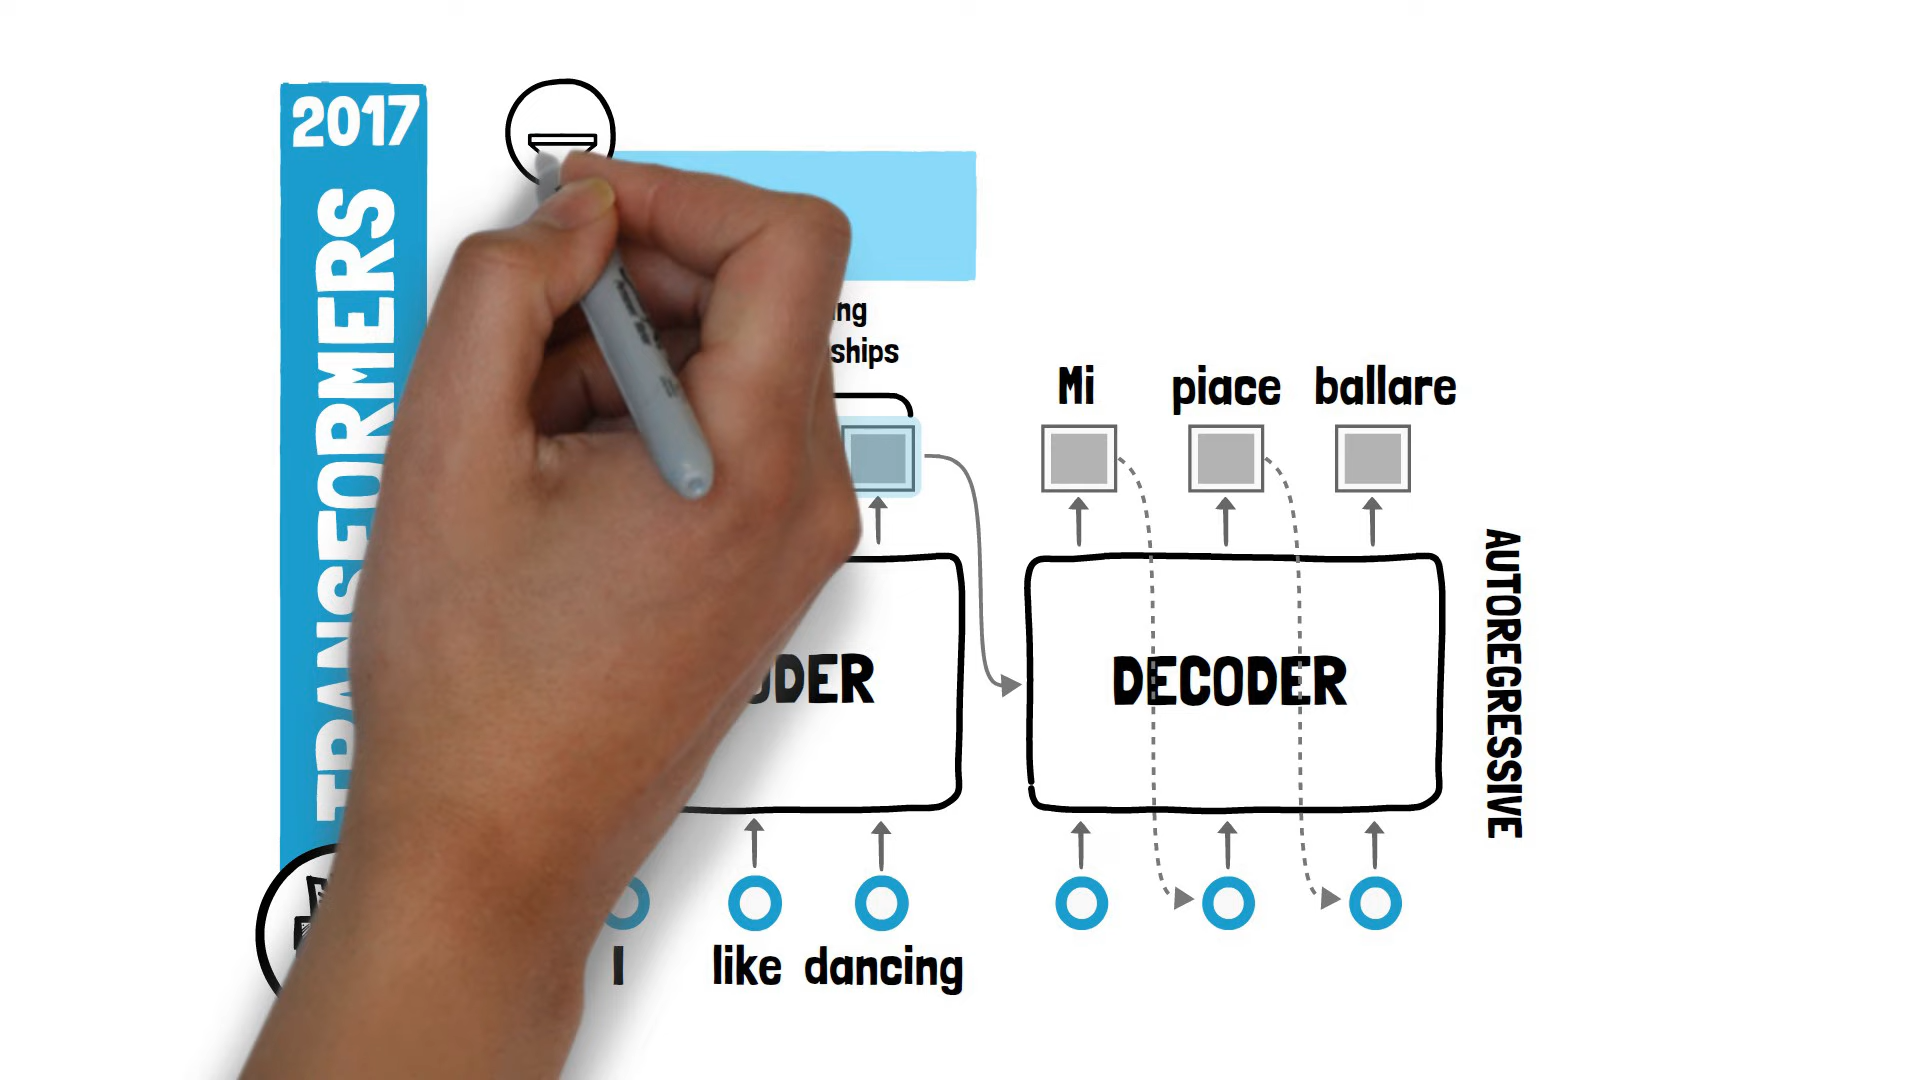 2017
TRANSFORMERS
ng
ships
Mi piace ballare
DER
DECODER
AUTOREGRESSIVE
I like dancing